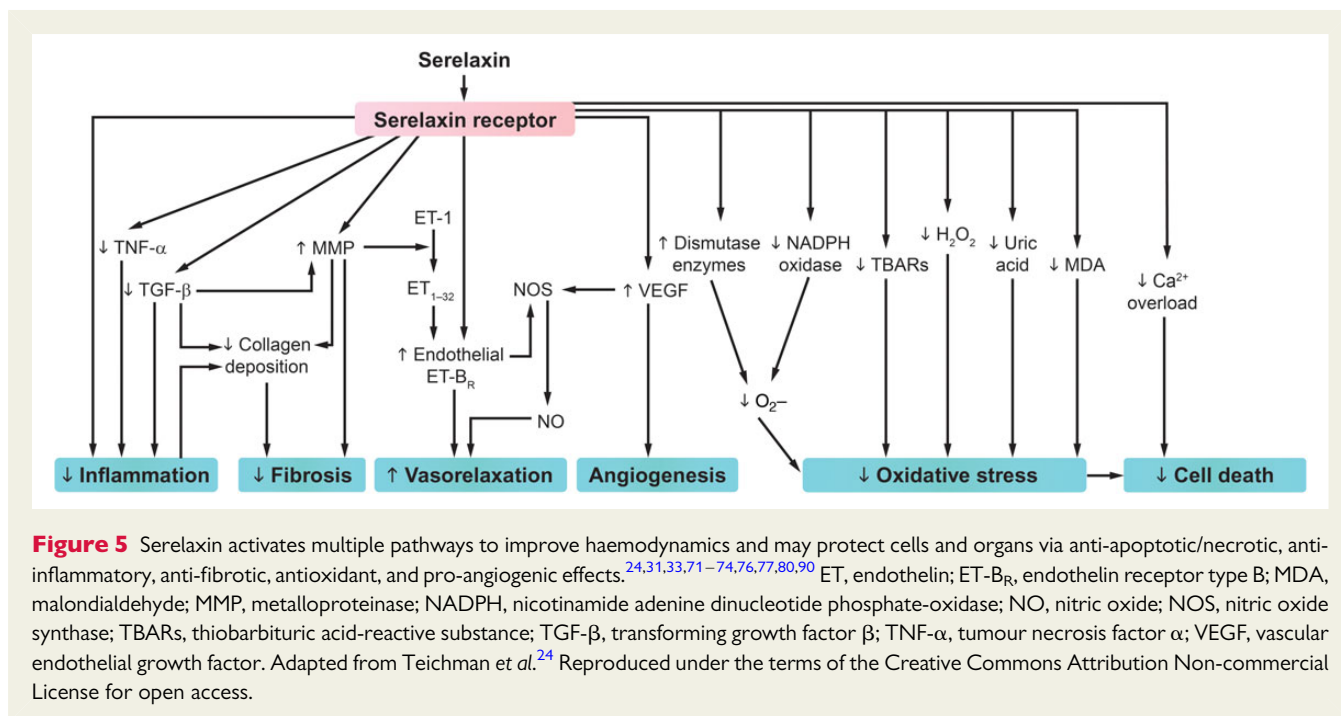 Serelaxin
Serelaxin receptor
ET-1
↓ TNF-α
↑ MMP
↑ Dismutase
enzymes
↓ NADPH
oxidase
↓ TBARs
↓ H₂O₂
↓ Uric
acid
↓ MDA
↓ Ca²⁺
overload
↓ TGF-β
ET₁₋₃₂
NOS
↑ VEGF
↓ Collagen
deposition
↑ Endothelial
ET-B_R
↓ O₂–
NO
↓ Inflammation
↓ Fibrosis
↑ Vasorelaxation
Angiogenesis
↓ Oxidative stress
↓ Cell death
Figure 5 Serelaxin activates multiple pathways to improve haemodynamics and may protect cells and organs via anti-apoptotic/necrotic, anti-
inflammatory, anti-fibrotic, antioxidant, and pro-angiogenic effects.24,31,33,71–74,76,77,80,90 ET, endothelin; ET-B_R, endothelin receptor type B; MDA,
malondialdehyde; MMP, metalloproteinase; NADPH, nicotinamide adenine dinucleotide phosphate-oxidase; NO, nitric oxide; NOS, nitric oxide
synthase; TBARs, thiobarbituric acid-reactive substance; TGF-β, transforming growth factor β; TNF-α, tumour necrosis factor α; VEGF, vascular
endothelial growth factor. Adapted from Teichman et al.24 Reproduced under the terms of the Creative Commons Attribution Non-commercial
License for open access.